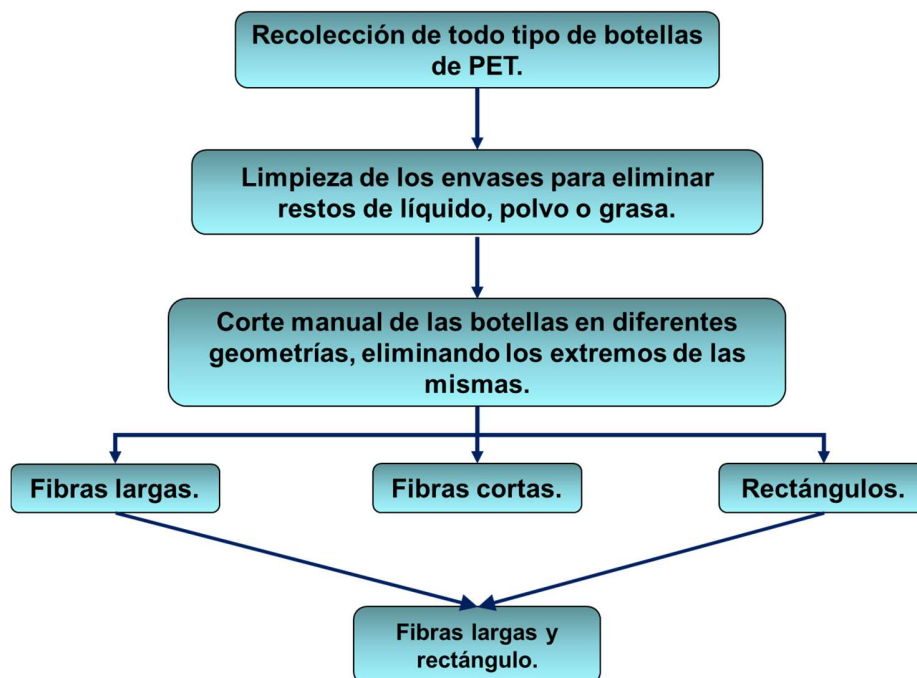 Recolección de todo tipo de botellas
de PET.
Limpieza de los envases para eliminar
restos de líquido, polvo o grasa.
Corte manual de las botellas en diferentes
geometrías, eliminando los extremos de las
mismas.
Fibras largas.
Fibras cortas.
Rectángulos.
Fibras largas y
rectángulo.